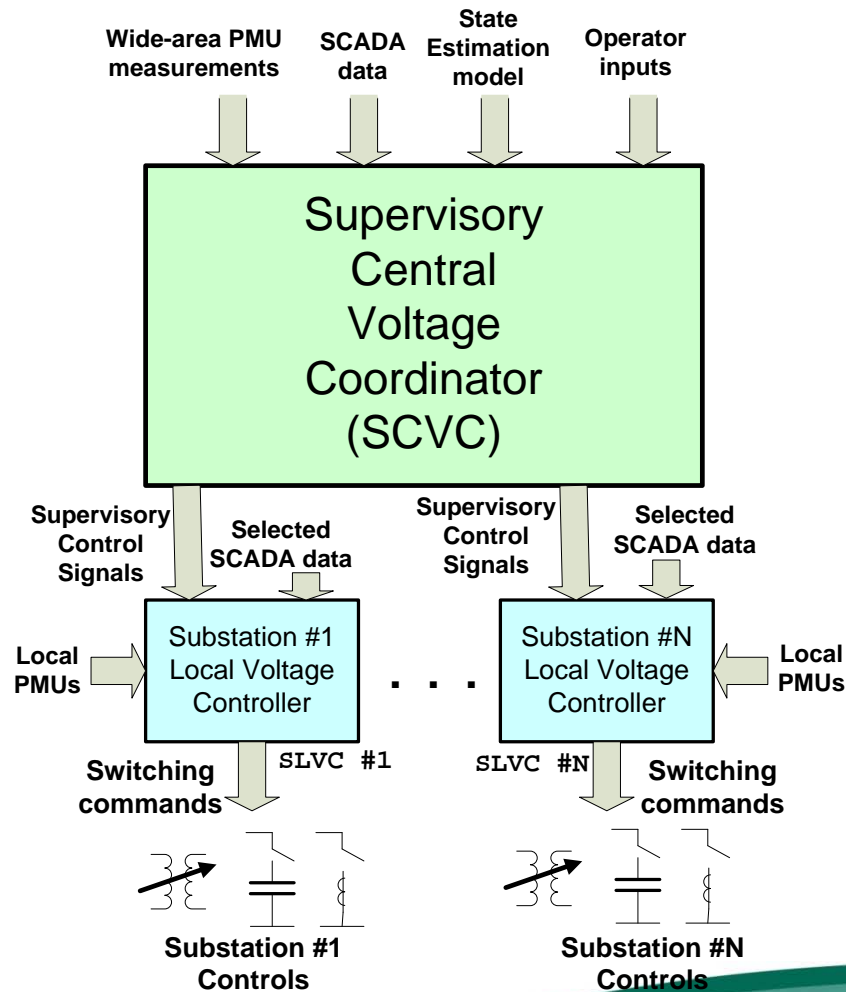 Wide-area PMU
measurements
SCADA
data
State
Estimation
model
Operator
inputs
Supervisory
Central
Voltage
Coordinator
(SCVC)
Supervisory
Control
Signals
Selected
SCADA data
Supervisory
Control
Signals
Selected
SCADA data
Local
PMUs
Substation #1
Local Voltage
Controller
. . .
Substation #N
Local Voltage
Controller
Local
PMUs
Switching
commands
SLVC #1
SLVC #N
Switching
commands
Substation #1
Controls
Substation #N
Controls